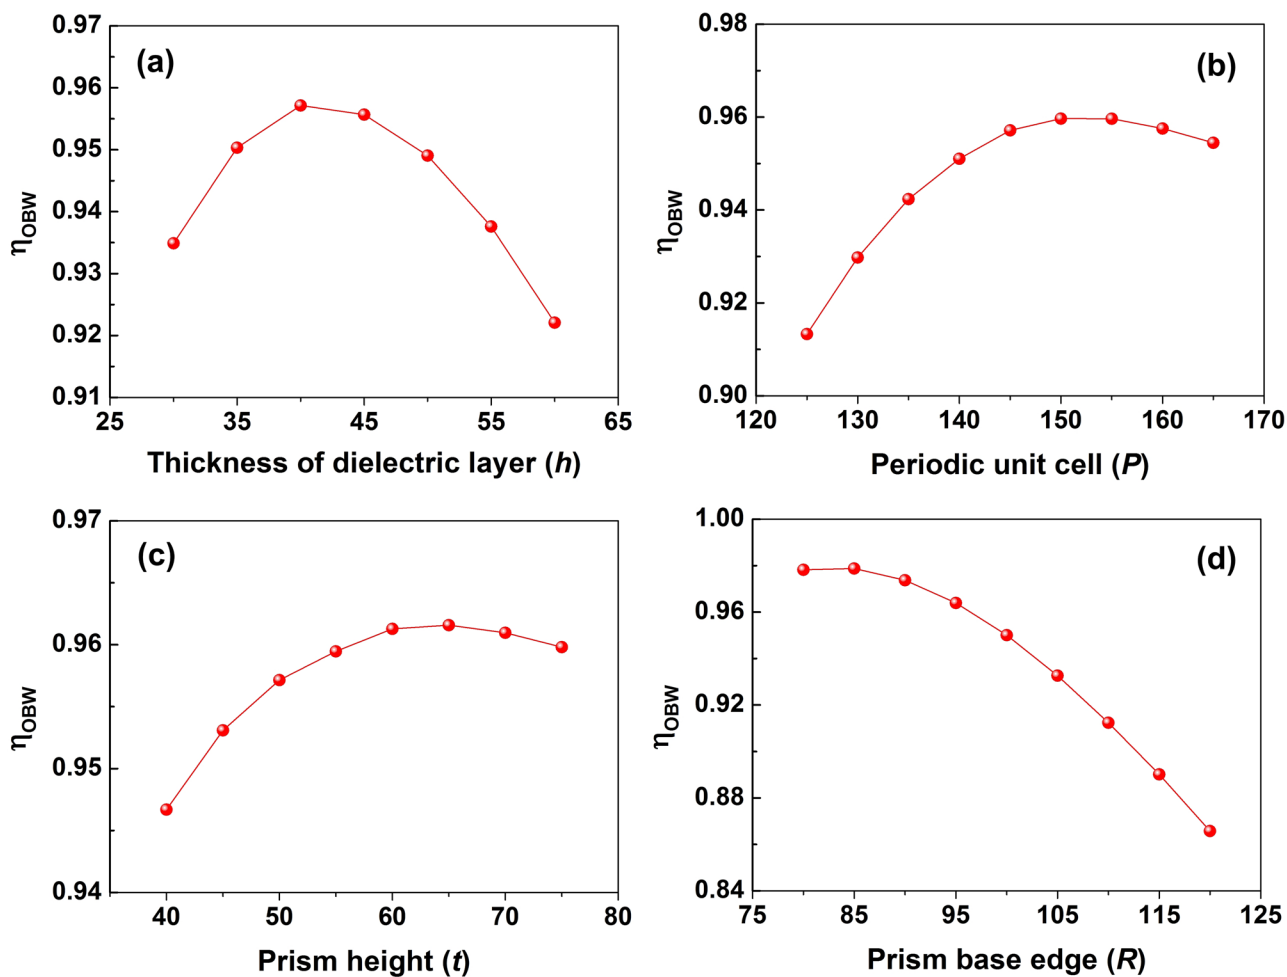 (a)
ηOBW
0.97
0.96
0.95
0.94
0.93
0.92
0.91
25 35 45 55 65
Thickness of dielectric layer (h)
(b)
ηOBW
0.98
0.96
0.94
0.92
0.90
120 130 140 150 160 170
Periodic unit cell (P)
(c)
ηOBW
0.97
0.96
0.95
0.94
40 50 60 70 80
Prism height (t)
(d)
ηOBW
1.00
0.96
0.92
0.88
0.84
75 85 95 105 115 125
Prism base edge (R)